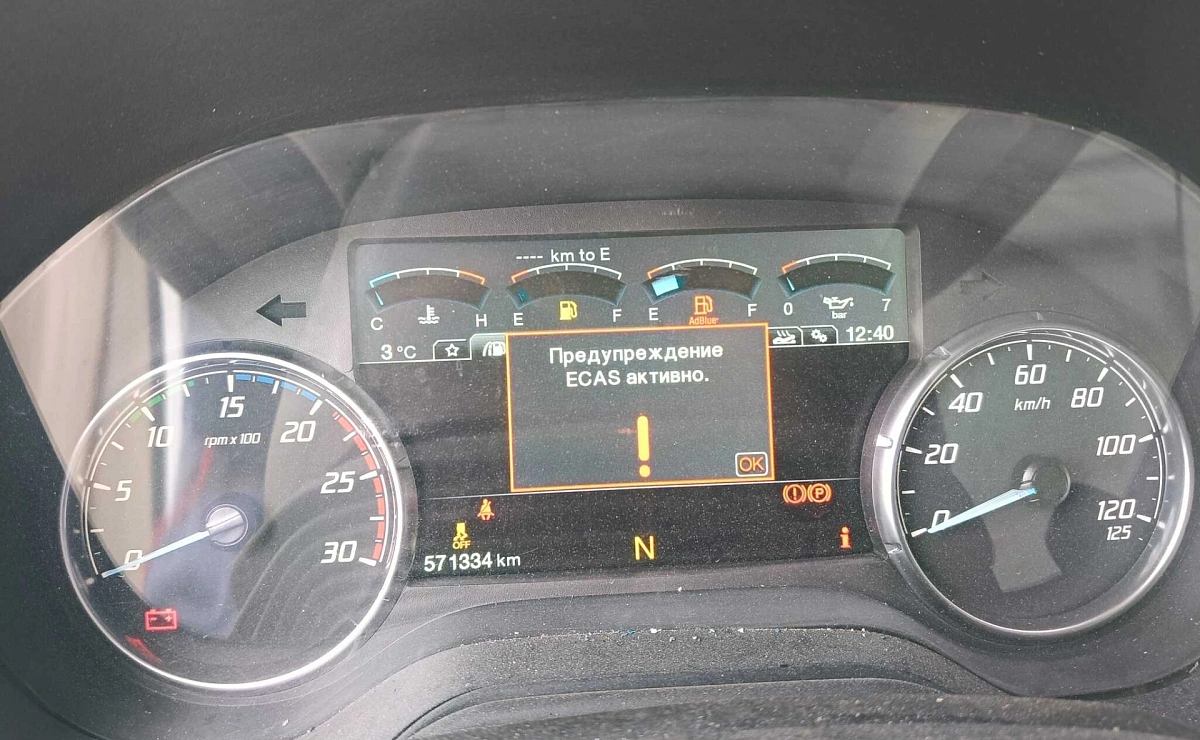 ---- km to E
C H E F E F 0 7
AdBlue
bar
3 °C
12:40
Предупреждение
ECAS активно.
OK
0 5 10 15 20 25 30
rpm x 100
0 20 40 60 80 100 120
125
km/h
P
OFF
571334 km
N